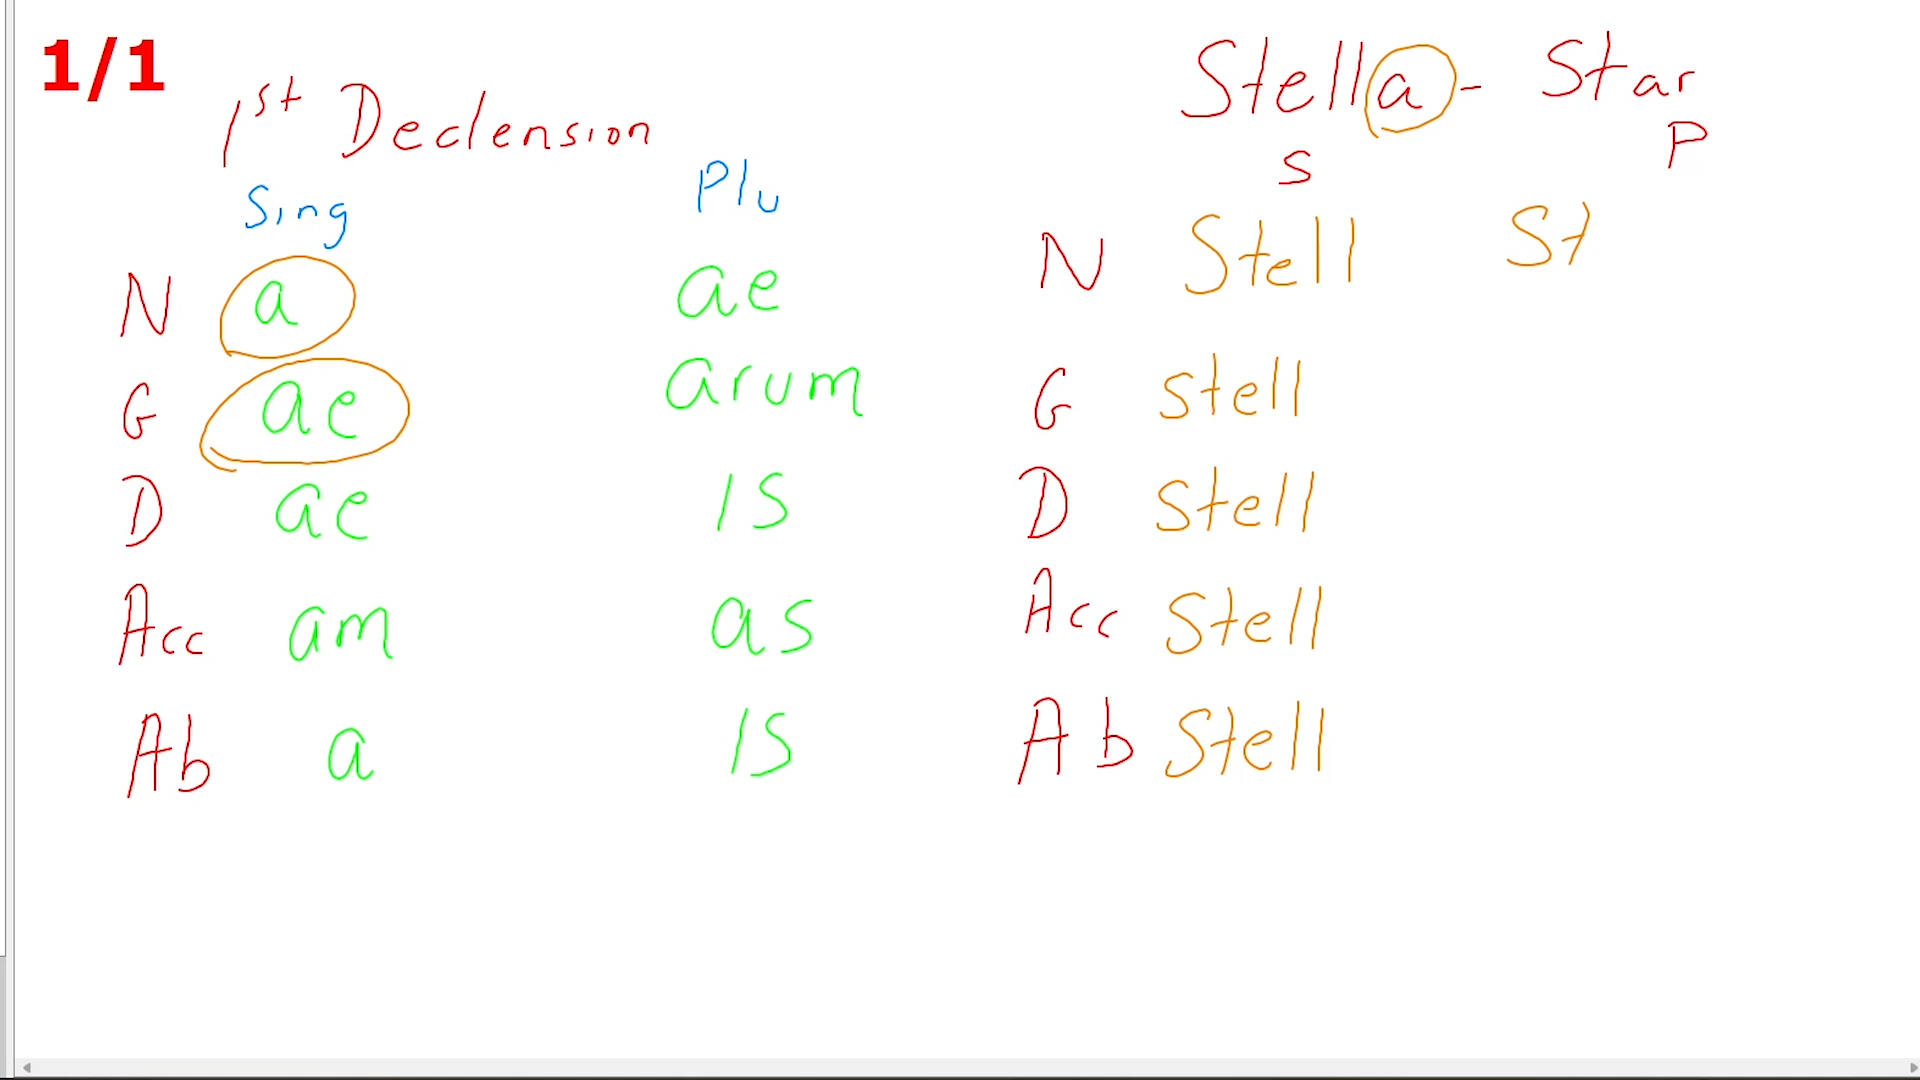 1/1
1st Declension
Stella - Star
Sing Plu
S P
N a ae
G ae arum
D ae is
Acc am as
Ab a is
N Stell St
G Stell
D Stell
Acc Stell
Ab Stell